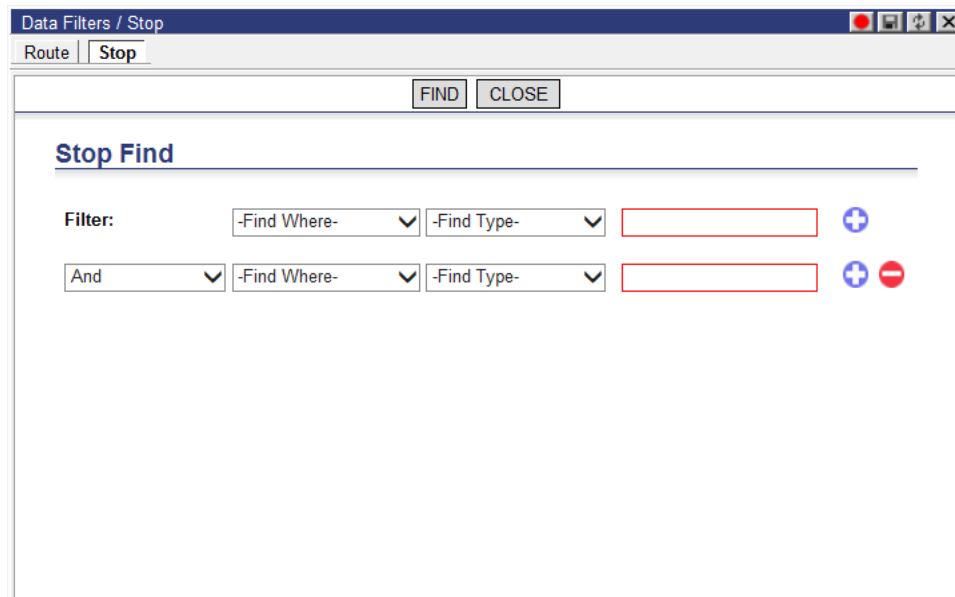 Data Filters / Stop
Route Stop
FIND CLOSE
Stop Find
Filter: -Find Where- -Find Type-
And -Find Where- -Find Type-